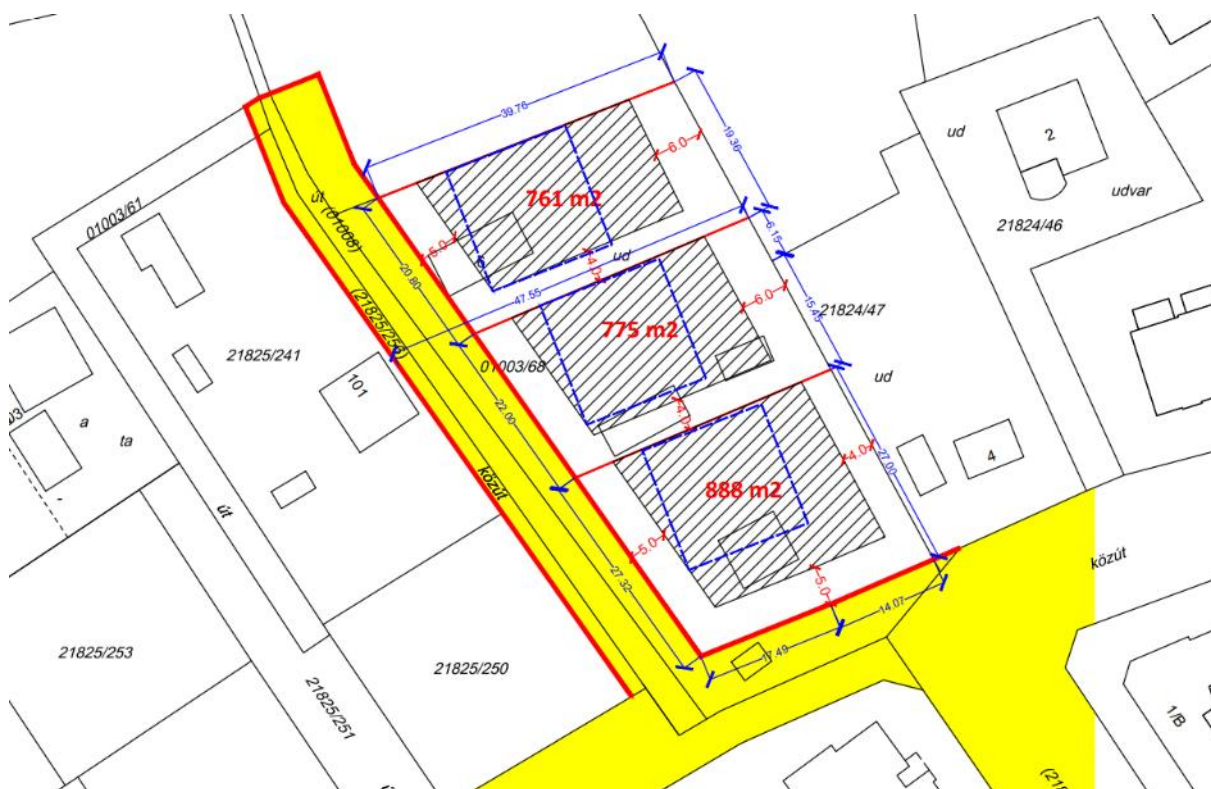 39.76
19.36
ud
2
udvar
21824/46
01003/61
út
(01008)
761 m2
6.0
5.0
20.80
ud
4.0
47.55
6.15
6.0
21824/47
15.45
775 m2
(21825/256)
01003/68
21825/241
101
22.00
ud
a
ta
4.0
4.0
27.00
4
út
közút
888 m2
5.0
27.32
5.0
14.07
17.49
közút
21825/253
21825/250
21825/251
1/B